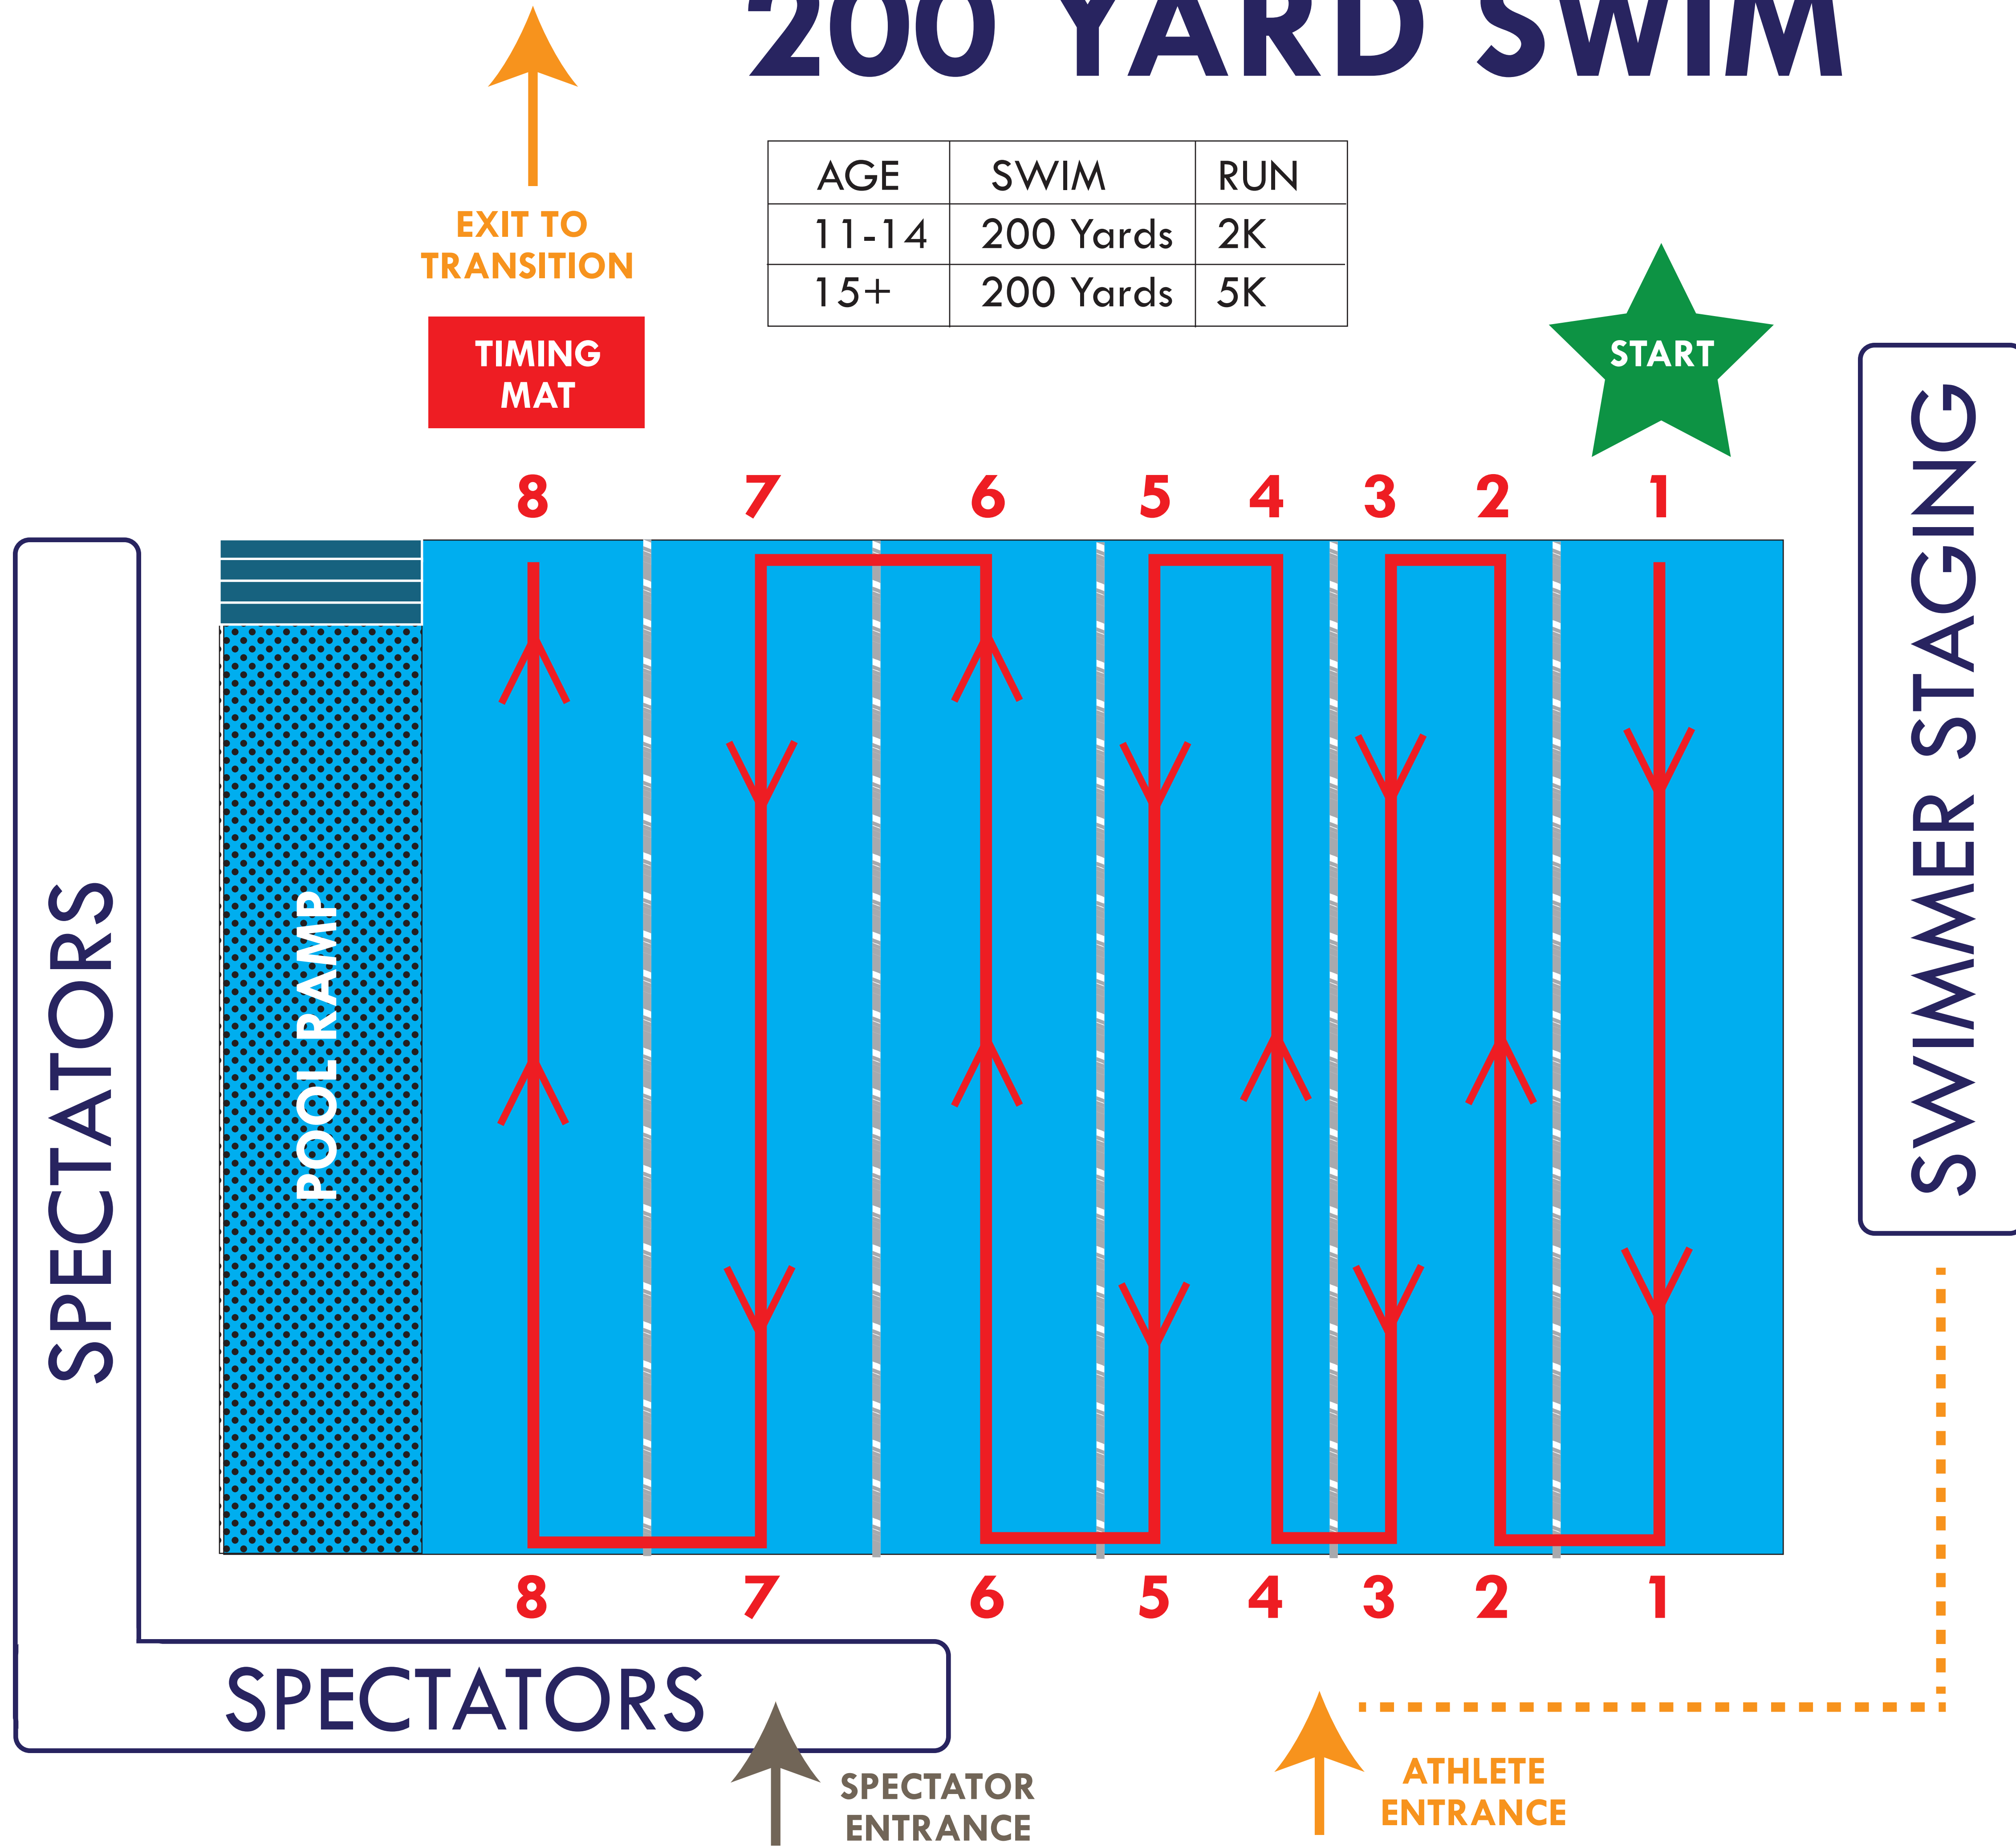 200 YARD SWIM
AGE SWIM RUN
11-14 200 Yards 2K
15+ 200 Yards 5K
EXIT TO
TRANSITION
TIMING
MAT
START
8 7 6 5 4 3 2 1
SPECTATORS
POOL RAMP
SWIMMER STAGING
8 7 6 5 4 3 2 1
SPECTATORS
SPECTATOR
ENTRANCE
ATHLETE
ENTRANCE